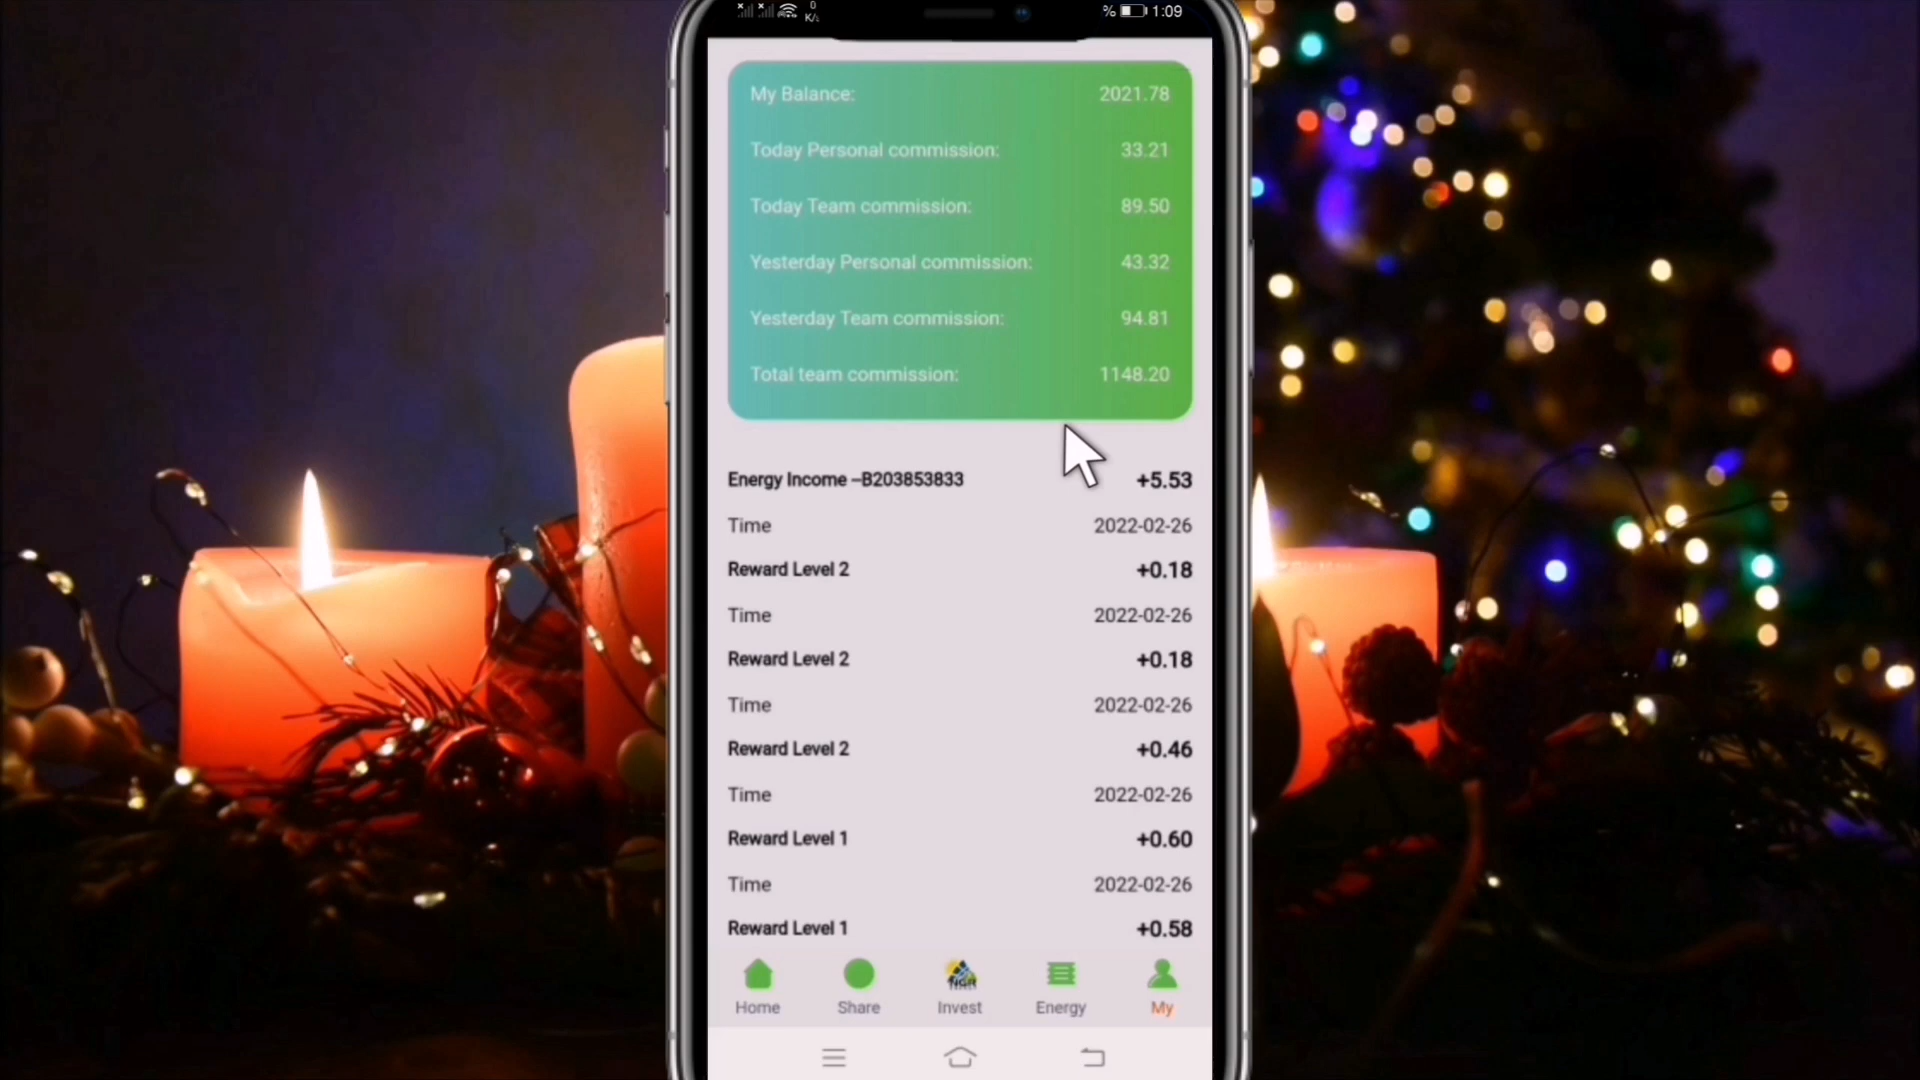 0
K/s
% 1:09
My Balance: 2021.78
Today Personal commission: 33.21
Today Team commission: 89.50
Yesterday Personal commission: 43.32
Yesterday Team commission: 94.81
Total team commission: 1148.20
Energy Income –B203853833 +5.53
Time 2022-02-26
Reward Level 2 +0.18
Time 2022-02-26
Reward Level 2 +0.18
Time 2022-02-26
Reward Level 2 +0.46
Time 2022-02-26
Reward Level 1 +0.60
Time 2022-02-26
Reward Level 1 +0.58
NGR
Home Share Invest Energy My